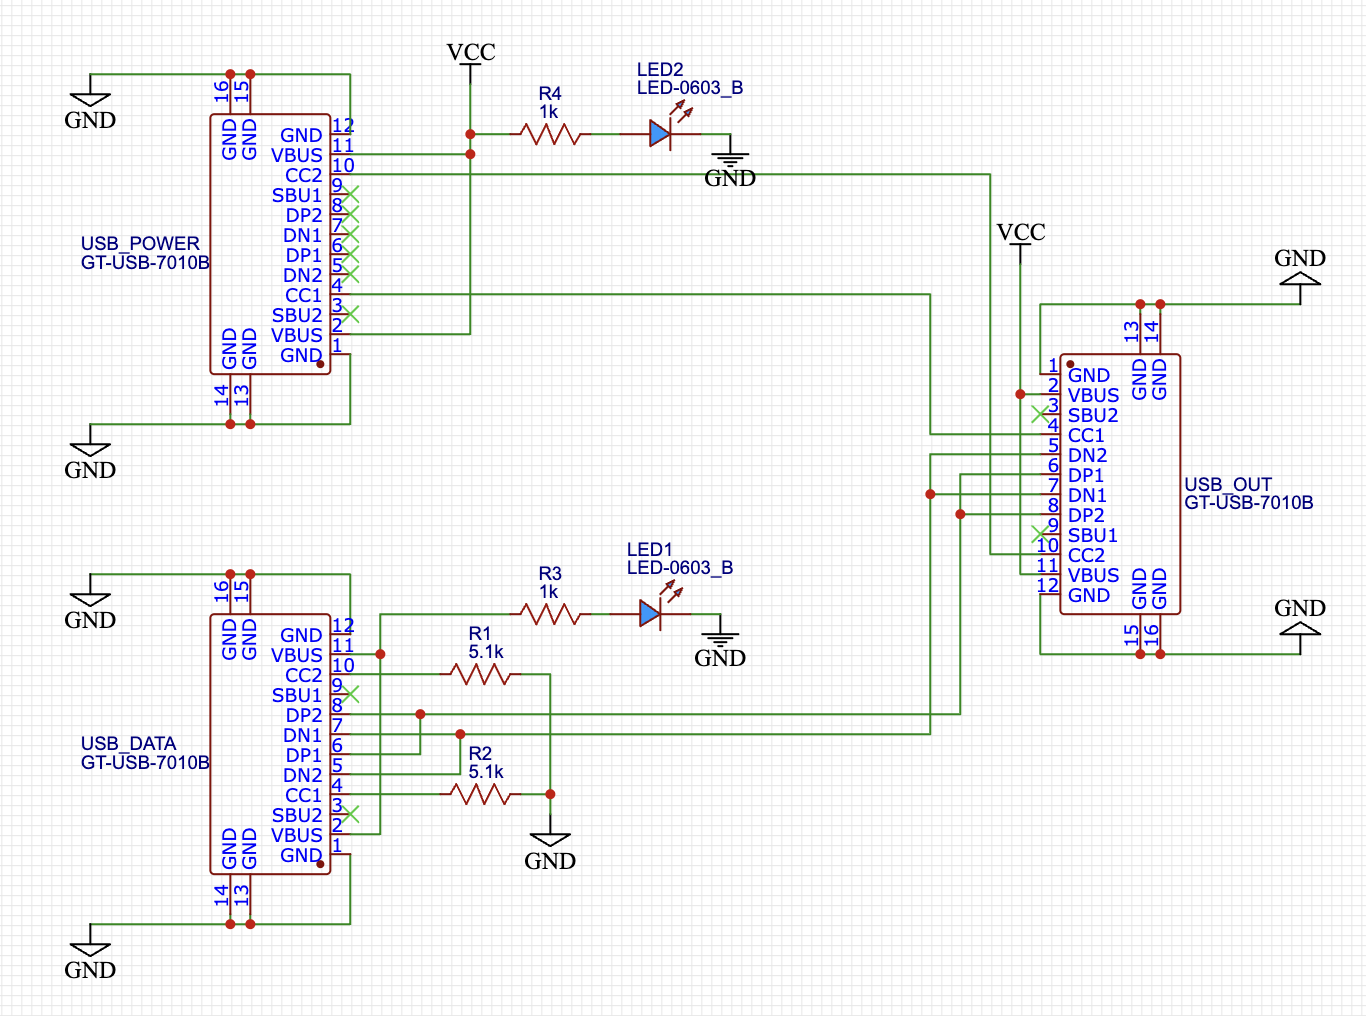 VCC
LED2
LED-0603_B
R4
1k
GND
16
15
GND
GND
GND
12
GND
11
VBUS
10
CC2
9
SBU1
8
DP2
7
DN1
6
DP1
5
DN2
4
CC1
3
SBU2
2
VBUS
1
GND
USB_POWER
GT-USB-7010B
GND
GND
14
13
GND
GND
VCC
GND
13
14
GND
GND
1
GND
2
VBUS
3
SBU2
4
CC1
5
DN2
6
DP1
7
DN1
8
DP2
9
SBU1
10
CC2
11
VBUS
12
GND
USB_OUT
GT-USB-7010B
GND
GND
15
16
GND
LED1
LED-0603_B
R3
1k
GND
R1
5.1k
R2
5.1k
GND
16
15
GND
GND
GND
12
GND
11
VBUS
10
CC2
9
SBU1
8
DP2
7
DN1
6
DP1
5
DN2
4
CC1
3
SBU2
2
VBUS
1
GND
USB_DATA
GT-USB-7010B
GND
GND
14
13
GND
GND